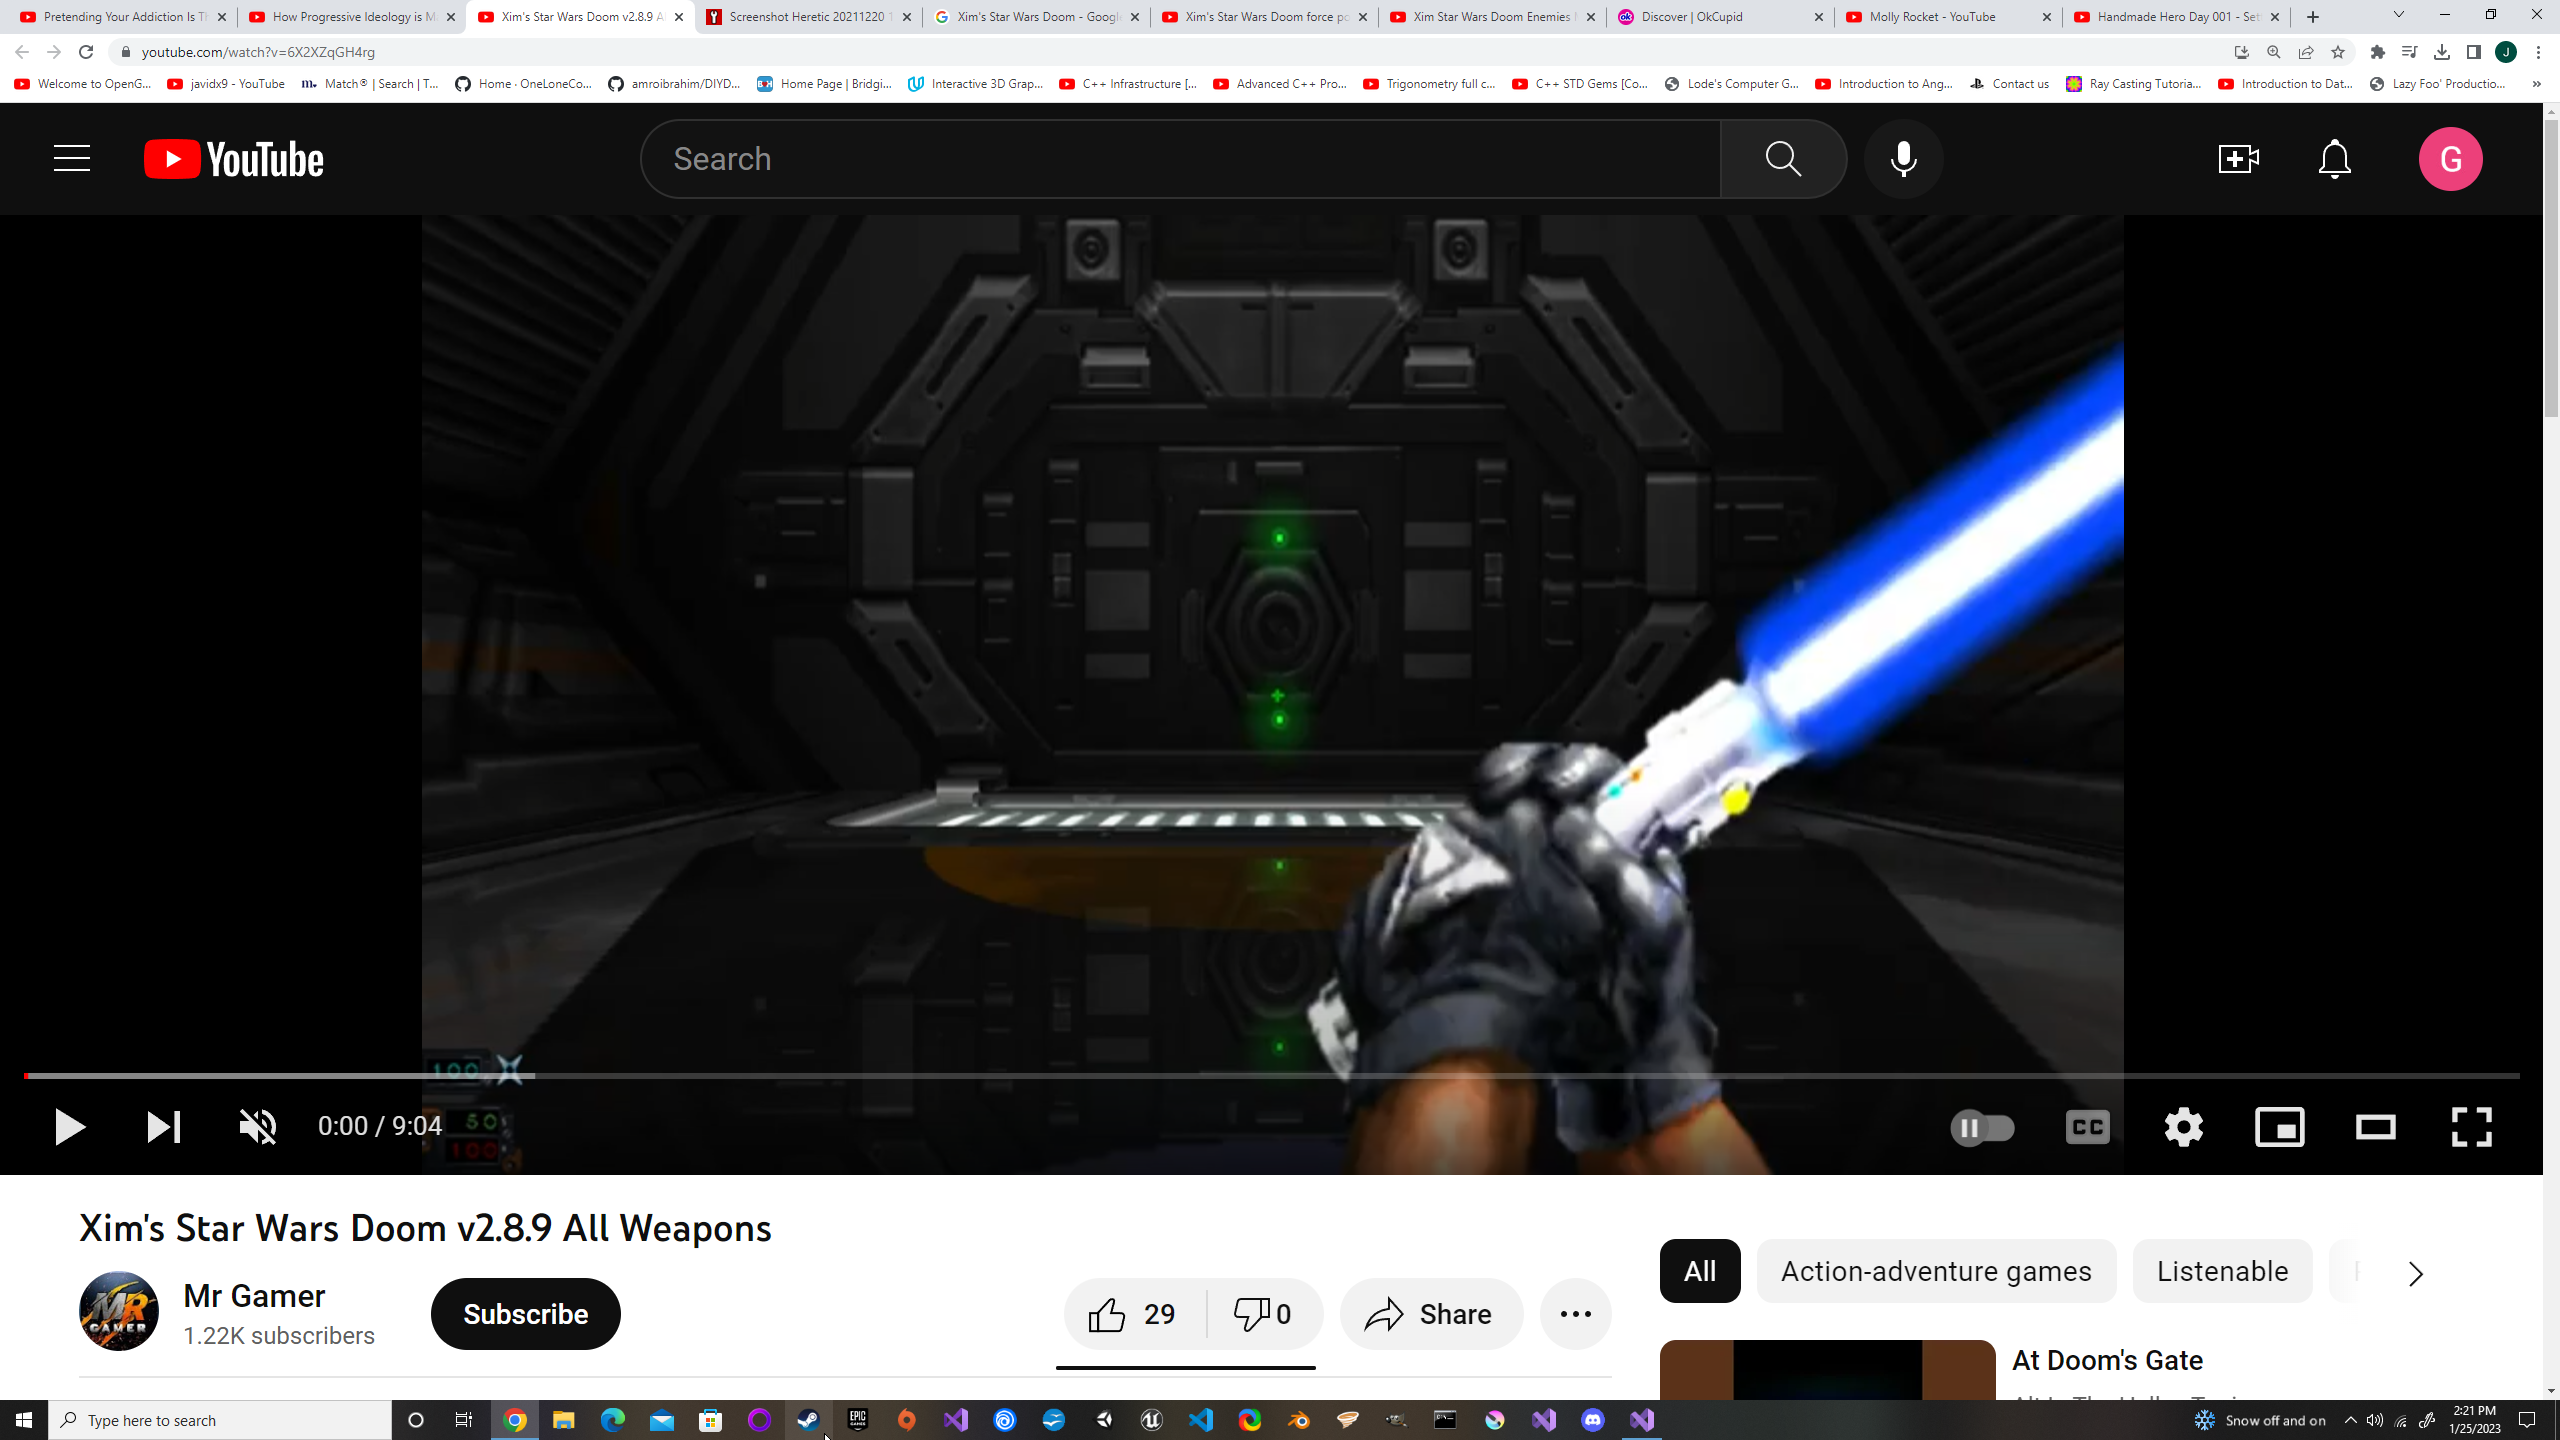 Pretending Your Addiction Is T
How Progressive Ideology is M
Xim's Star Wars Doom v2.8.9 A
Screenshot Heretic 20211220 1
Xim's Star Wars Doom - Google
Xim's Star Wars Doom force po
Xim Star Wars Doom Enemies
Discover | OkCupid
Molly Rocket - YouTube
Handmade Hero Day 001 - Set
youtube.com/watch?v=6X2XZqGH4rg
J
Welcome to OpenG...
javidx9 - YouTube
m. Match® | Search | T...
Home · OneLoneCo...
amroibrahim/DIYD...
Home Page | Bridgi...
Interactive 3D Grap...
C++ Infrastructure [...
Advanced C++ Pro...
Trigonometry full c...
C++ STD Gems [Co...
Lode's Computer G...
Introduction to Ang...
Contact us
Ray Casting Tutoria...
Introduction to Dat...
Lazy Foo' Productio...
YouTube
Search
G
100
50
100
0:00 / 9:04
CC
Xim's Star Wars Doom v2.8.9 All Weapons
MR GAMER
Mr Gamer
1.22K subscribers
Subscribe
29
0
Share
All
Action-adventure games
Listenable
At Doom's Gate
Type here to search
EPIC GAMES
Snow off and on
2:21 PM
1/25/2023